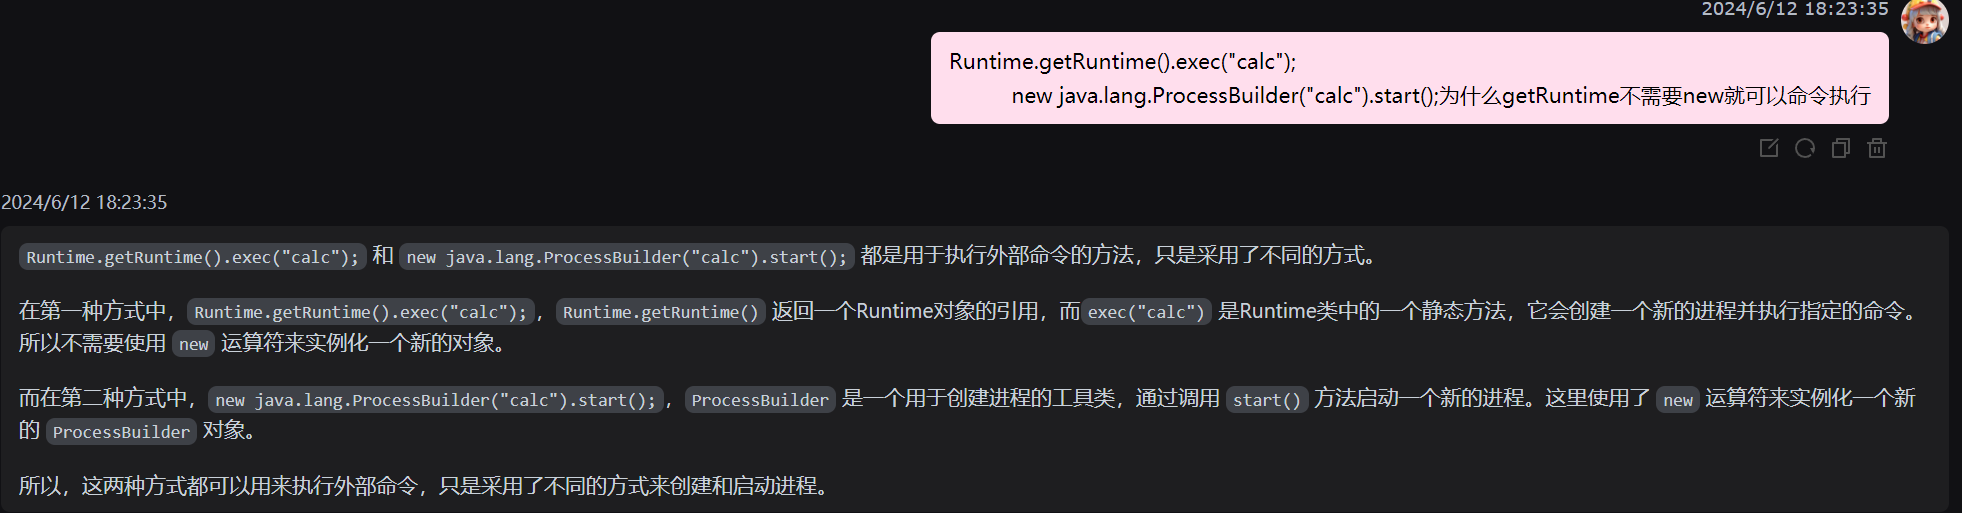 2024/6/12 18:23:35
Runtime.getRuntime().exec("calc");
new java.lang.ProcessBuilder("calc").start();为什么getRuntime不需要new就可以命令执行
2024/6/12 18:23:35
Runtime.getRuntime().exec("calc"); 和 new java.lang.ProcessBuilder("calc").start(); 都是用于执行外部命令的方法，只是采用了不同的方式。
在第一种方式中，Runtime.getRuntime().exec("calc");，Runtime.getRuntime() 返回一个Runtime对象的引用，而exec("calc") 是Runtime类中的一个静态方法，它会创建一个新的进程并执行指定的命令。
所以不需要使用 new 运算符来实例化一个新的对象。
而在第二种方式中，new java.lang.ProcessBuilder("calc").start();，ProcessBuilder 是一个用于创建进程的工具类，通过调用 start() 方法启动一个新的进程。这里使用了 new 运算符来实例化一个新
的 ProcessBuilder 对象。
所以，这两种方式都可以用来执行外部命令，只是采用了不同的方式来创建和启动进程。